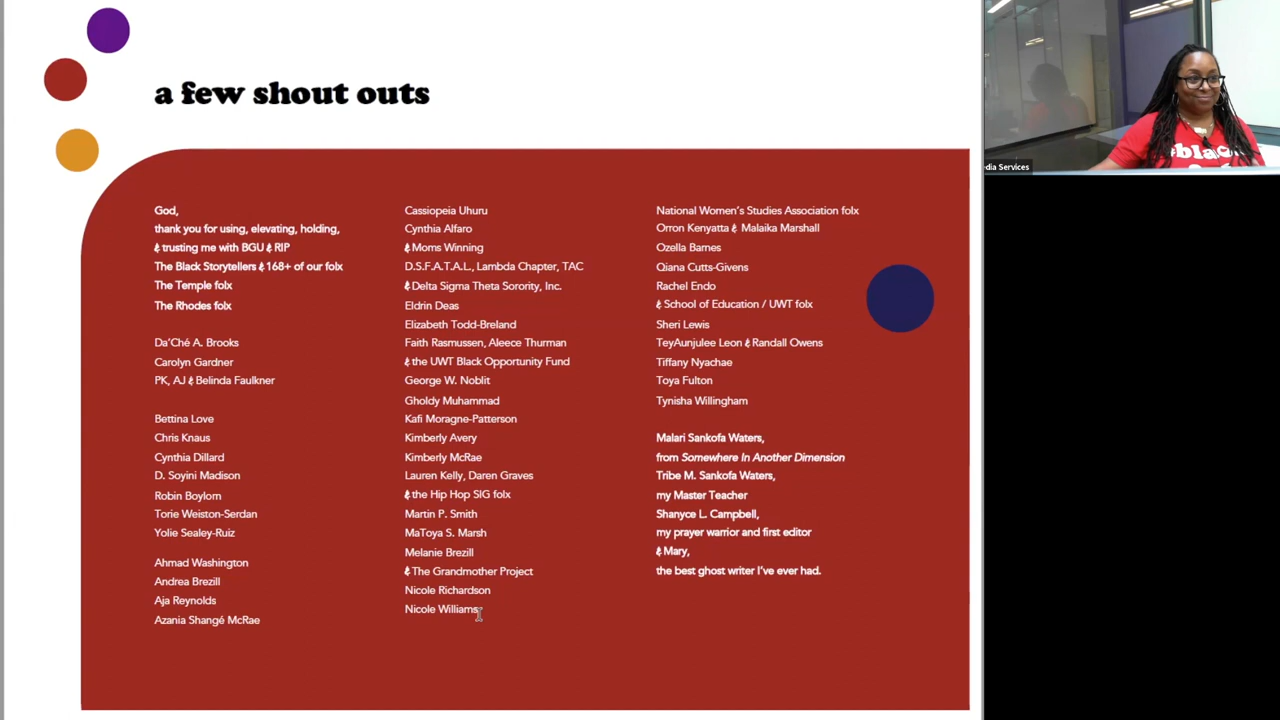 a few shout outs
God,
thank you for using, elevating, holding,
& trusting me with BGU & RIP
The Black Storytellers & 168+ of our folx
The Temple folx
The Rhodes folx
Da'Ché A. Brooks
Carolyn Gardner
PK, AJ & Belinda Faulkner
Bettina Love
Chris Knaus
Cynthia Dillard
D. Soyini Madison
Robin Boylorn
Torie Weiston-Serdan
Yolie Sealey-Ruiz
Ahmad Washington
Andrea Brezill
Aja Reynolds
Azania Shangé McRae
Cassiopeia Uhuru
Cynthia Alfaro
& Moms Winning
D.S.F.A.T.A.L., Lambda Chapter, TAC
& Delta Sigma Theta Sorority, Inc.
Eldrin Deas
Elizabeth Todd-Breland
Faith Rasmussen, Aleece Thurman
& the UWT Black Opportunity Fund
George W. Noblit
Gholdy Muhammad
Kafi Moragne-Patterson
Kimberly Avery
Kimberly McRae
Lauren Kelly, Daren Graves
& the Hip Hop SIG folx
Martin P. Smith
MaToya S. Marsh
Melanie Brezill
& The Grandmother Project
Nicole Richardson
Nicole Williams
National Women's Studies Association folx
Orron Kenyatta & Malaika Marshall
Ozella Barnes
Qiana Cutts-Givens
Rachel Endo
& School of Education / UWT folx
Sheri Lewis
TeyAunjulee Leon & Randall Owens
Tiffany Nyachae
Toya Fulton
Tynisha Willingham
Malari Sankofa Waters,
from Somewhere In Another Dimension
Tribe M. Sankofa Waters,
my Master Teacher
Shanyce L. Campbell,
my prayer warrior and first editor
& Mary,
the best ghost writer I've ever had.
dia Services